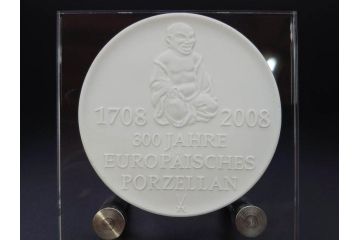 1708 2008
300 JAHRE
EUROPÄISCHES
PORZELLAN